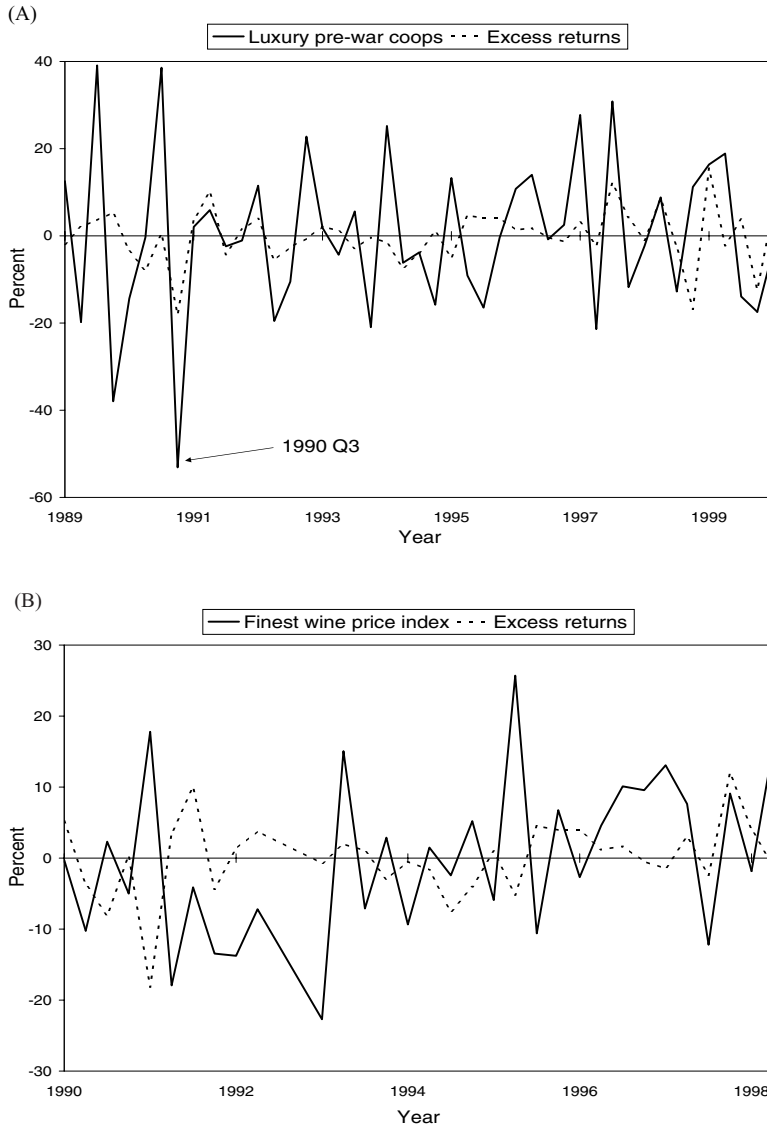 (A)
Luxury pre-war coops Excess returns
40
20
0
-20
-40
-60
Percent
1990 Q3
1989 1991 1993 1995 1997 1999
Year
(B)
Finest wine price index Excess returns
30
20
10
0
-10
-20
-30
Percent
1990 1992 1994 1996 1998
Year